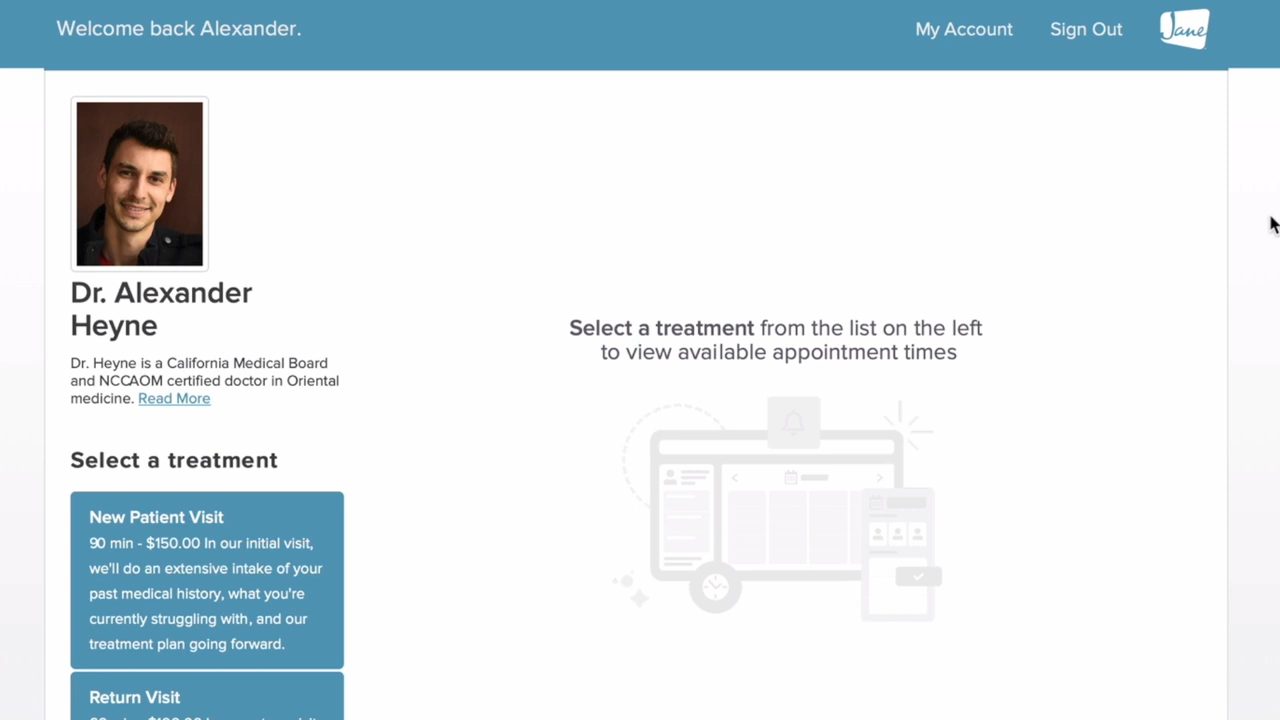 Welcome back Alexander.
My Account
Sign Out
Jane
Dr. Alexander
Heyne
Dr. Heyne is a California Medical Board
and NCCAOM certified doctor in Oriental
medicine. Read More
Select a treatment from the list on the left
to view available appointment times
Select a treatment
New Patient Visit
90 min - $150.00 In our initial visit,
we'll do an extensive intake of your
past medical history, what you're
currently struggling with, and our
treatment plan going forward.
Return Visit